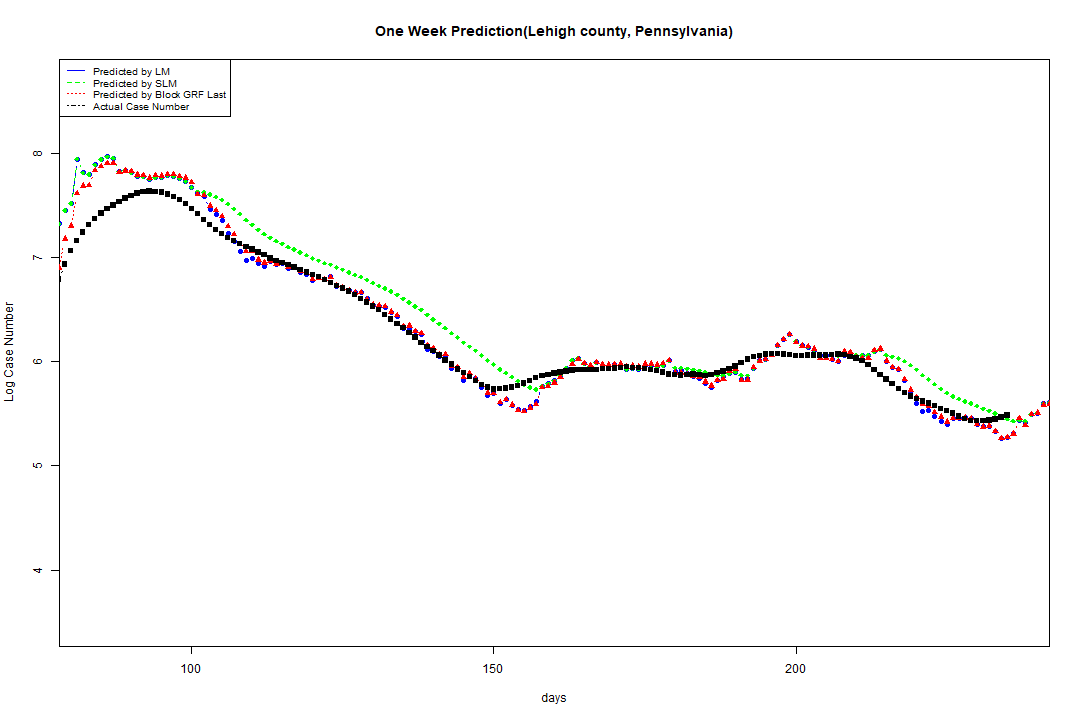 One Week Prediction(Lehigh county, Pennsylvania)
Predicted by LM
Predicted by SLM
Predicted by Block GRF Last
Actual Case Number
8
7
6
5
4
Log Case Number
100
150
200
days